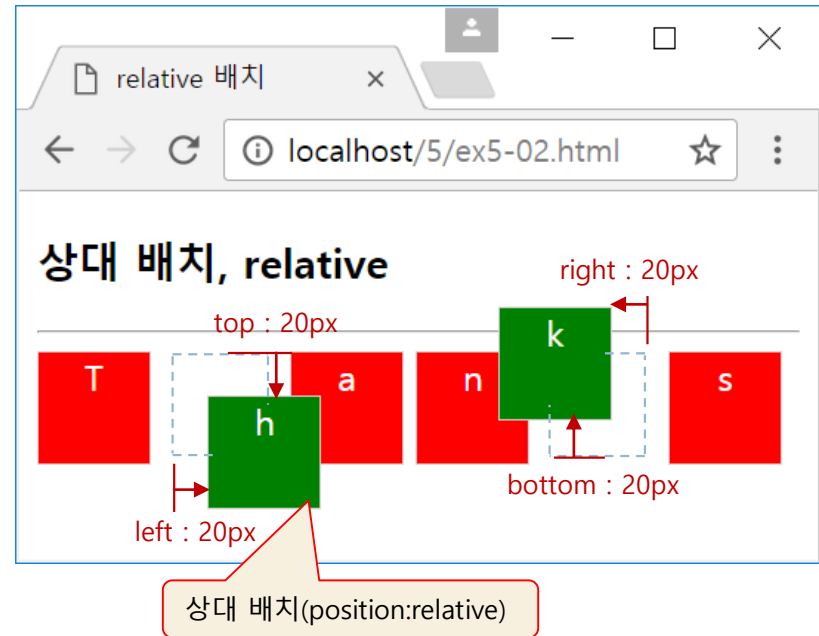 relative 배치
localhost/5/ex5-02.html
상대 배치, relative
right : 20px
top : 20px
k
T
a
n
s
h
bottom : 20px
left : 20px
상대 배치(position:relative)